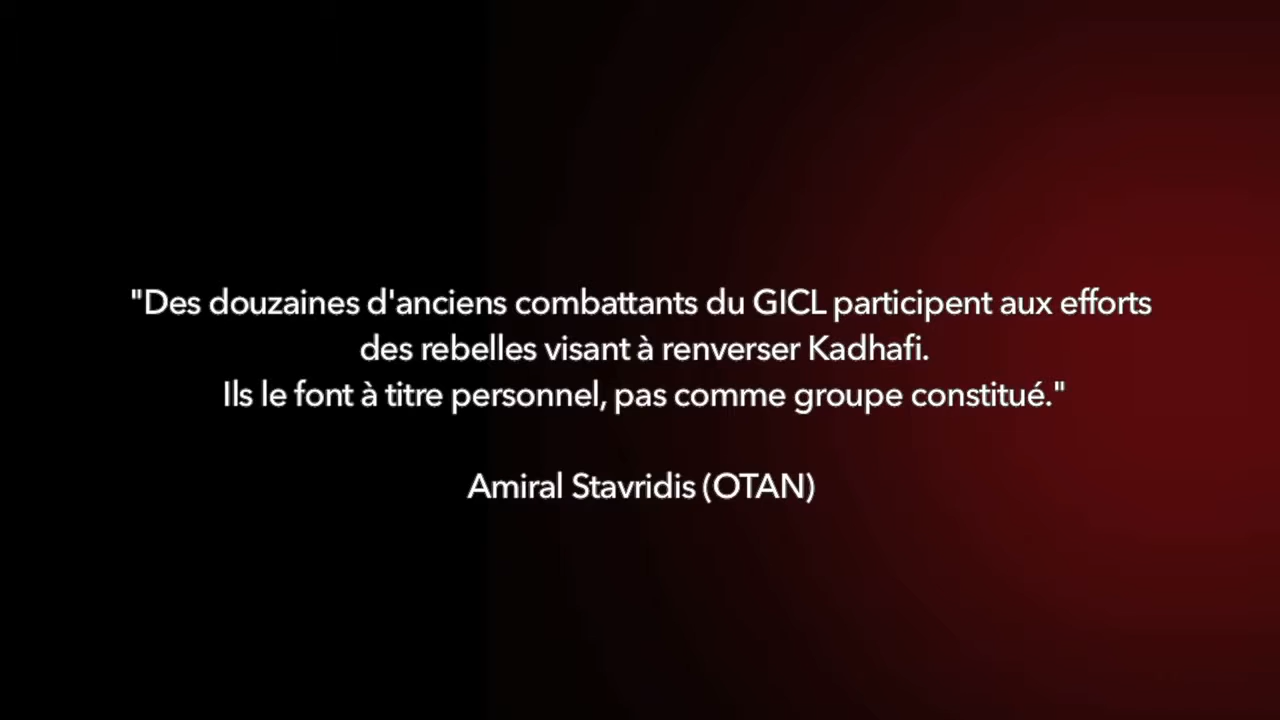 "Des douzaines d'anciens combattants du GICL participent aux efforts
des rebelles visant à renverser Kadhafi.
Ils le font à titre personnel, pas comme groupe constitué."
Amiral Stavridis (OTAN)